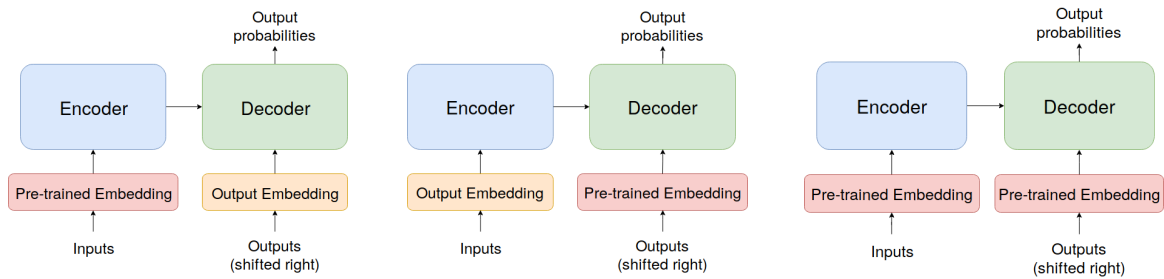 Output
probabilities
Encoder
Decoder
Pre-trained Embedding
Output Embedding
Inputs
Outputs
(shifted right)
Output
probabilities
Encoder
Decoder
Output Embedding
Pre-trained Embedding
Inputs
Outputs
(shifted right)
Output
probabilities
Encoder
Decoder
Pre-trained Embedding
Pre-trained Embedding
Inputs
Outputs
(shifted right)